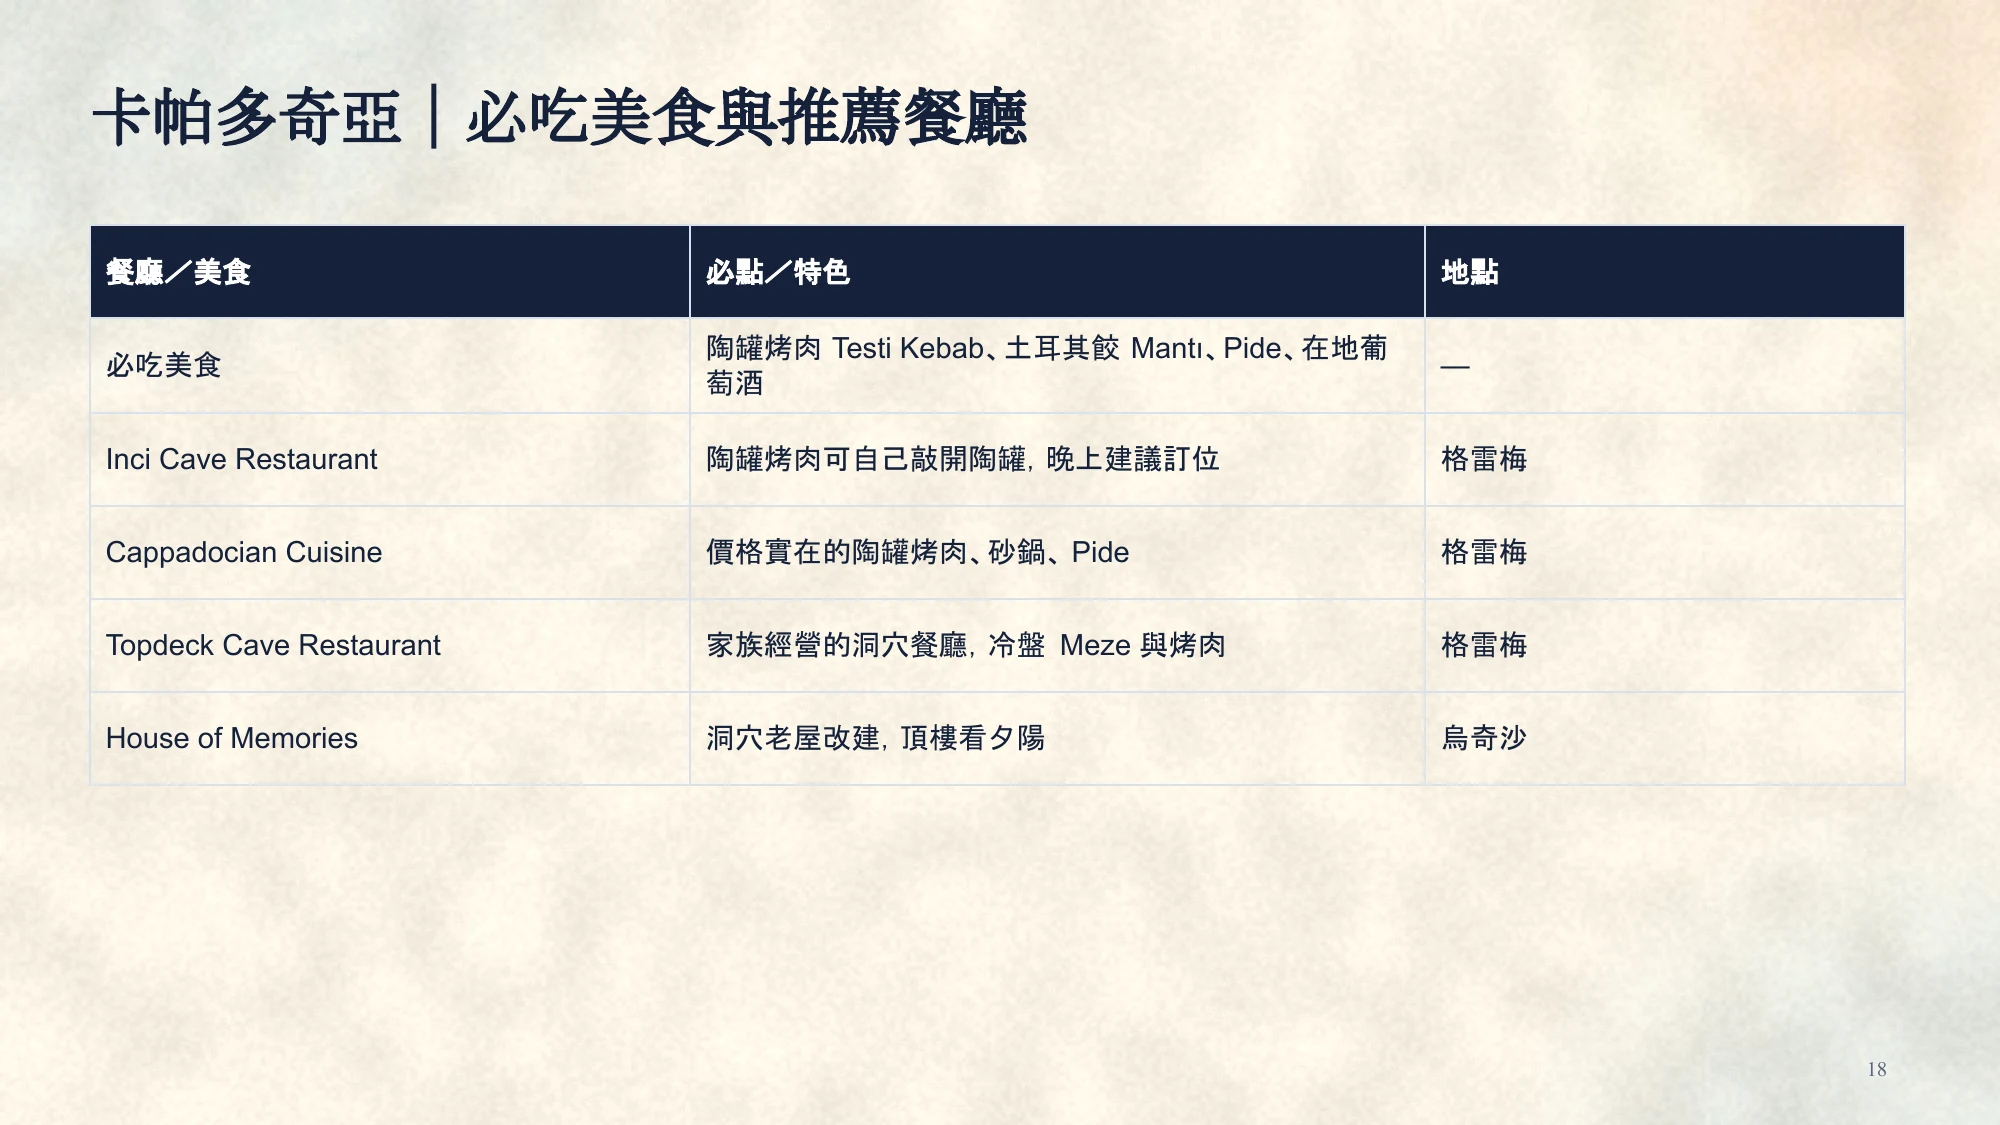 卡帕多奇亞｜必吃美食與推薦餐廳
餐廳／美食
必點／特色
地點
必吃美食
陶罐烤肉 Testi Kebab、土耳其餃 Mantı、Pide、在地葡
萄酒
—
Inci Cave Restaurant
陶罐烤肉可自己敲開陶罐，晚上建議訂位
格雷梅
Cappadocian Cuisine
價格實在的陶罐烤肉、砂鍋、Pide
格雷梅
Topdeck Cave Restaurant
家族經營的洞穴餐廳，冷盤 Meze 與烤肉
格雷梅
House of Memories
洞穴老屋改建，頂樓看夕陽
烏奇沙
18